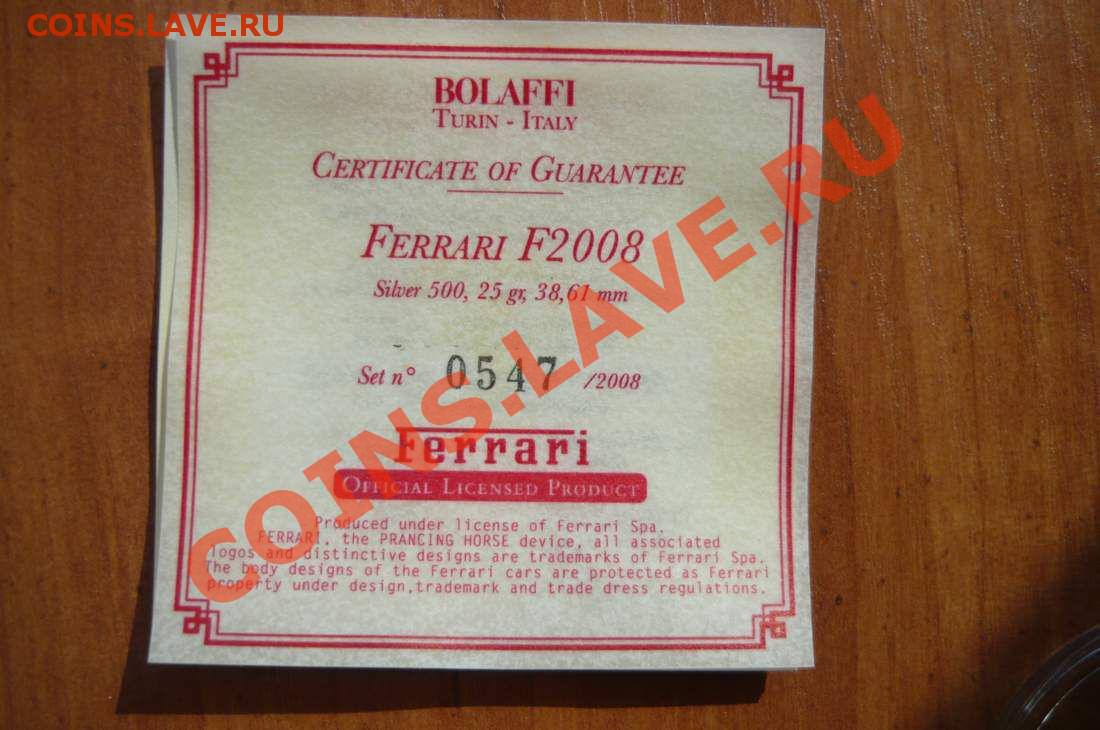 COINS.LAVE.RU
BOLAFFI
TURIN - ITALY
CERTIFICATE OF GUARANTEE
FERRARI F2008
Silver 500, 25 gr, 38,61 mm
Set n° 0547 /2008
Ferrari
OFFICIAL LICENSED PRODUCT
Produced under license of Ferrari Spa.
FERRARI, the PRANCING HORSE device, all associated
logos and distinctive designs are trademarks of Ferrari Spa.
The body designs of the Ferrari cars are protected as Ferrari
property under design,trademark and trade dress regulations.
COINS.LAVE.RU